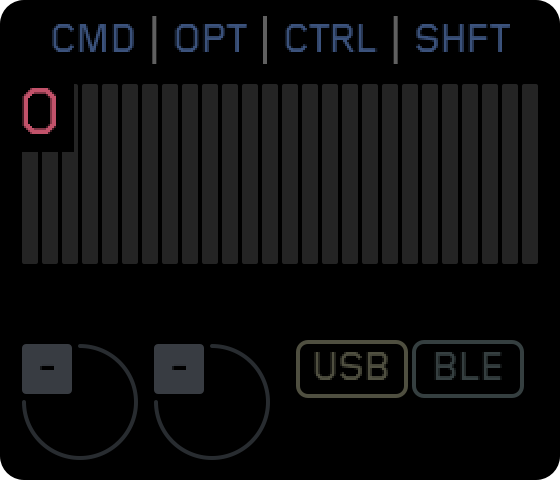 CMD | OPT | CTRL | SHFT
0
- - USB BLE